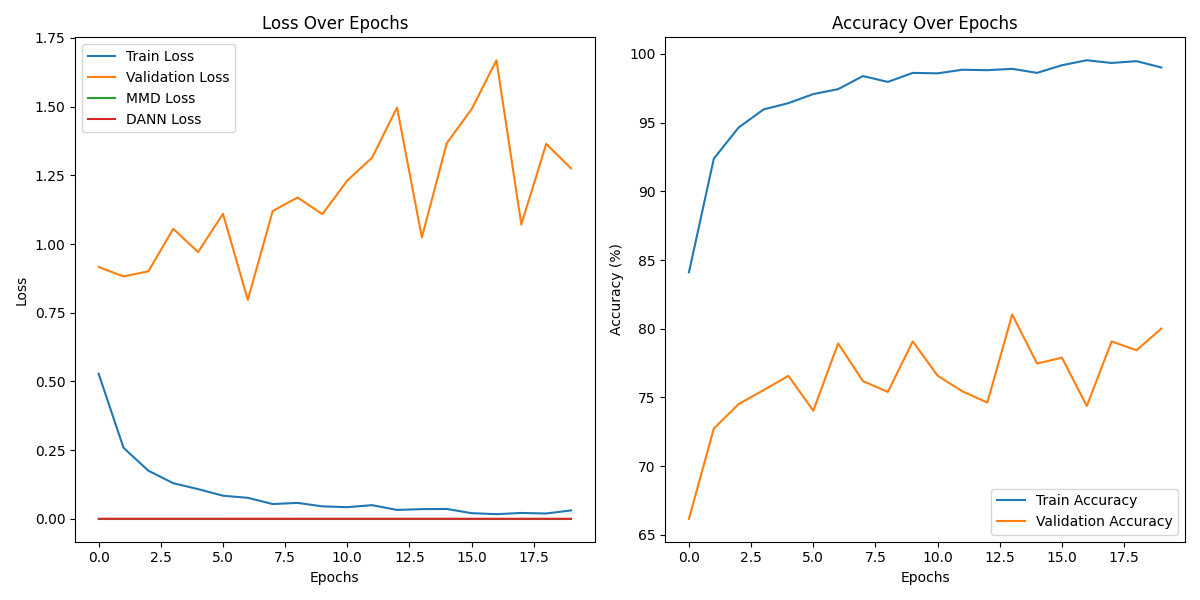 Loss Over Epochs
Train Loss
Validation Loss
MMD Loss
DANN Loss
1.75
1.50
1.25
1.00
0.75
0.50
0.25
0.00
Loss
0.0 2.5 5.0 7.5 10.0 12.5 15.0 17.5
Epochs
Accuracy Over Epochs
100
95
90
85
80
75
70
65
Accuracy (%)
Train Accuracy
Validation Accuracy
0.0 2.5 5.0 7.5 10.0 12.5 15.0 17.5
Epochs